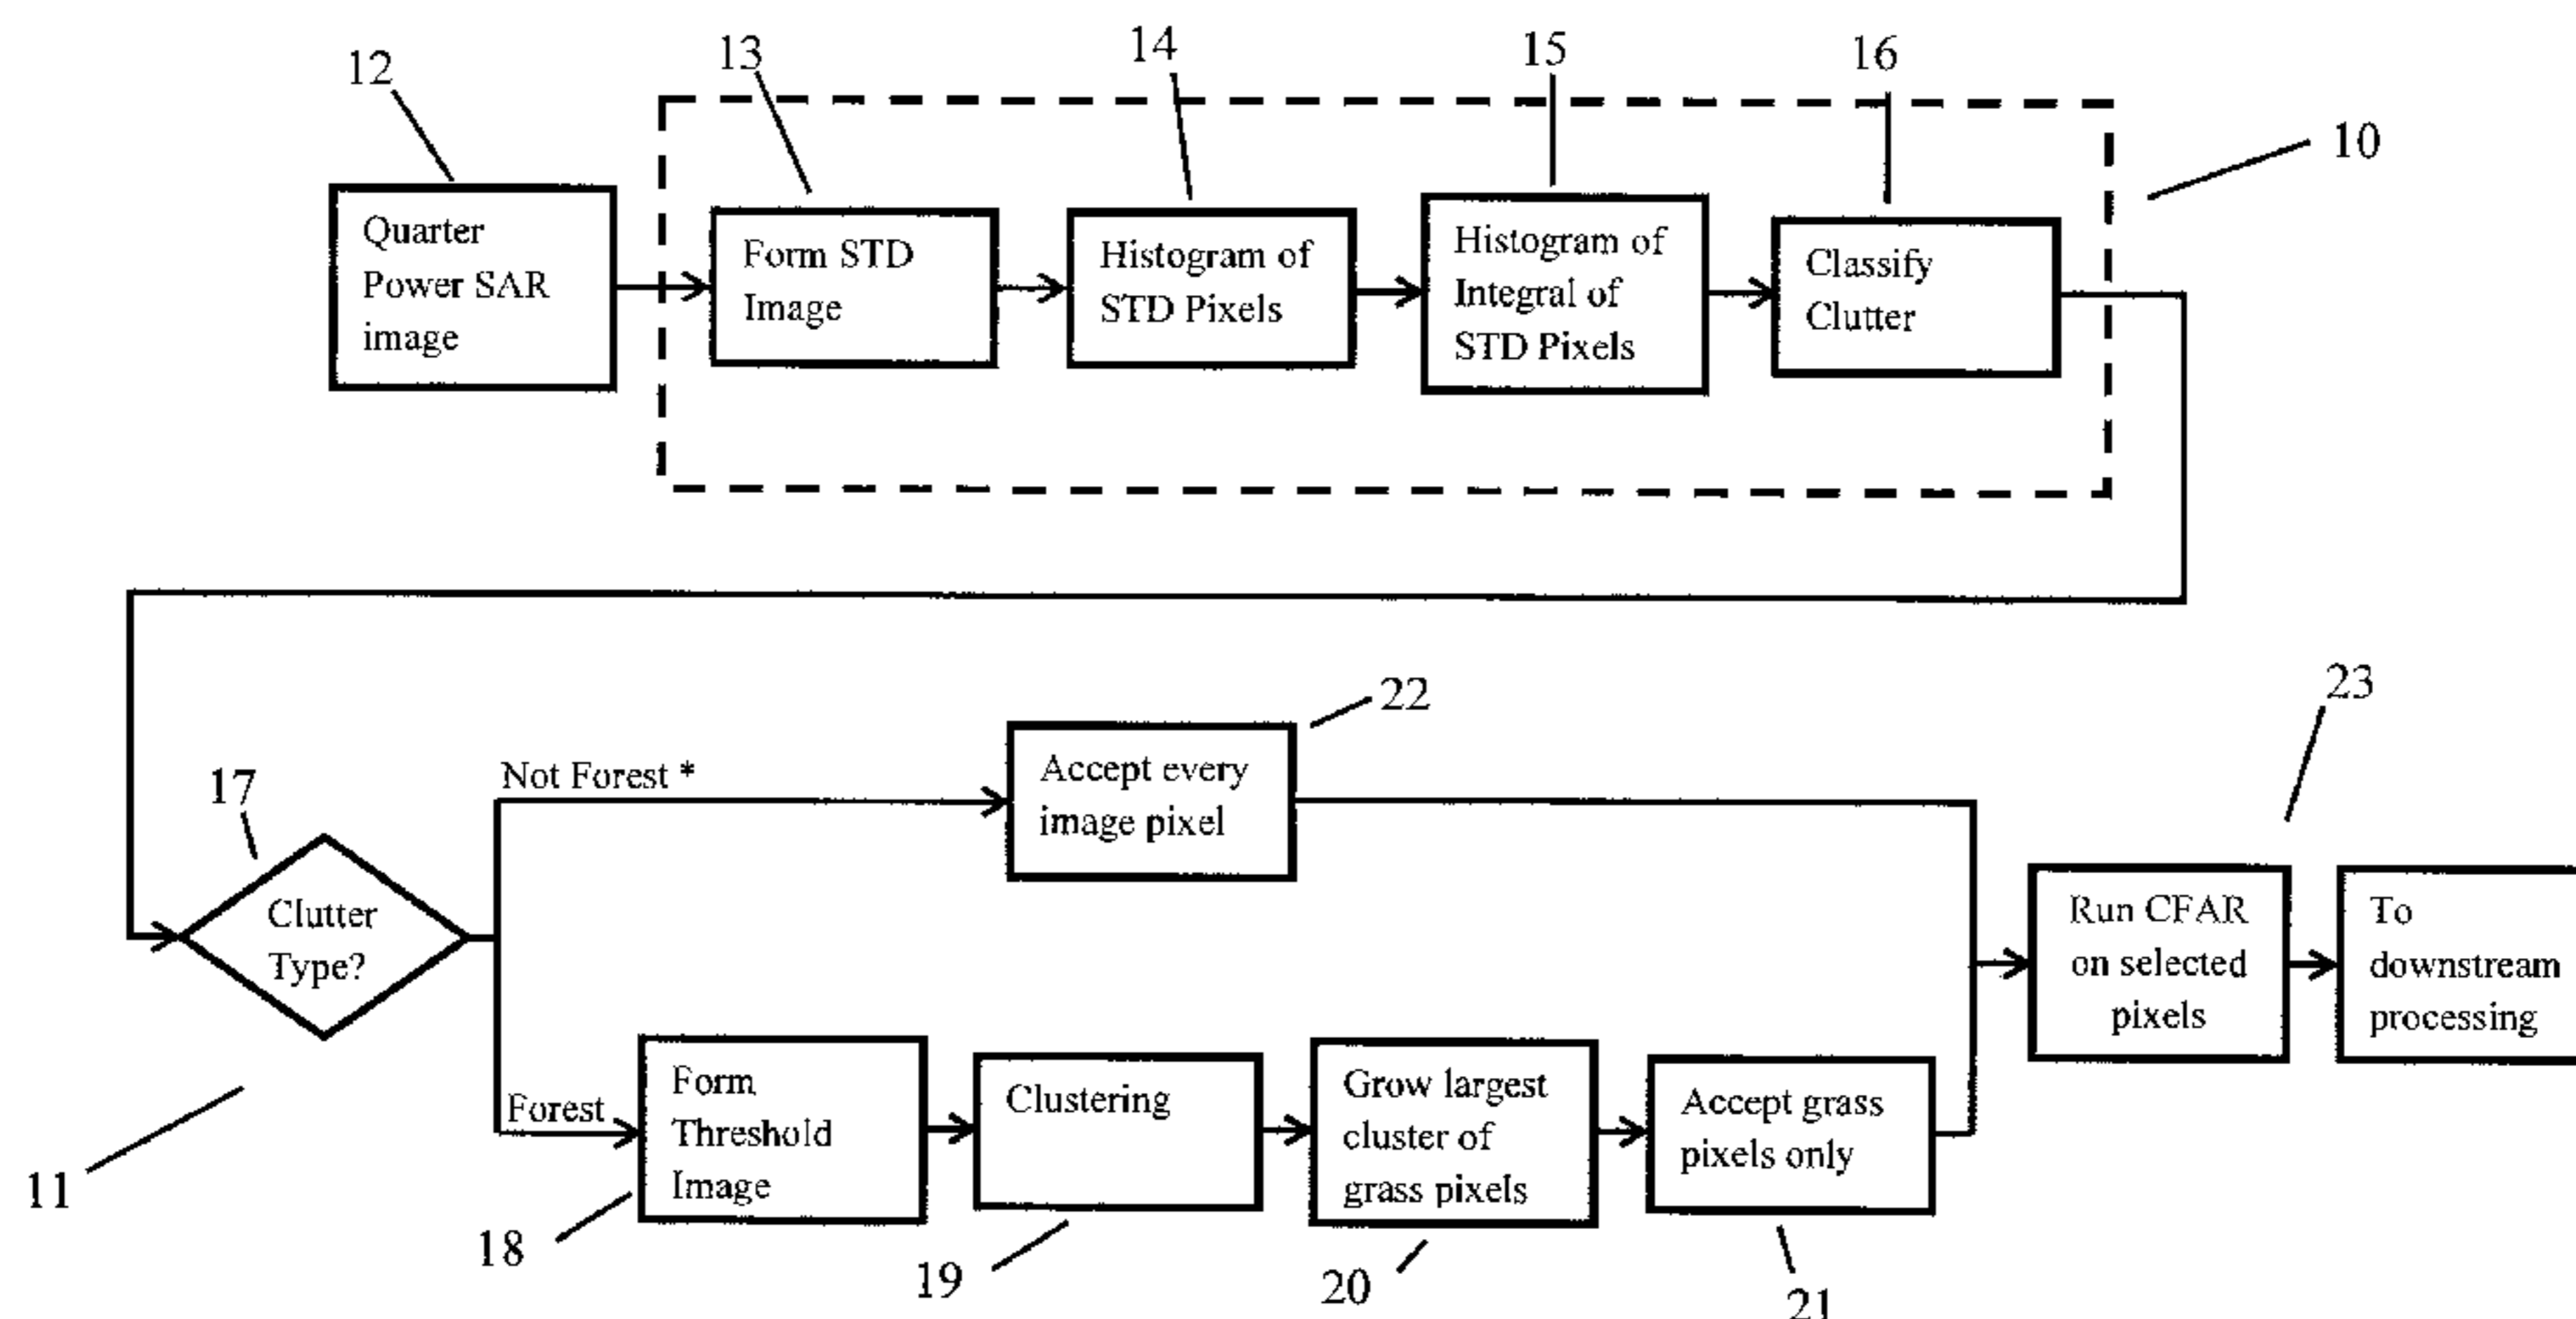 12
13
14
15
16
10
Quarter
Power SAR
image
Form STD
Image
Histogram of
STD Pixels
Histogram of
Integral of
STD Pixels
Classify
Clutter
17
Clutter
Type?
11
Not Forest *
22
Accept every
image pixel
Forest
Form
Threshold
Image
18
Clustering
19
Grow largest
cluster of
grass pixels
20
Accept grass
pixels only
21
23
Run CFAR
on selected
pixels
To
downstream
processing